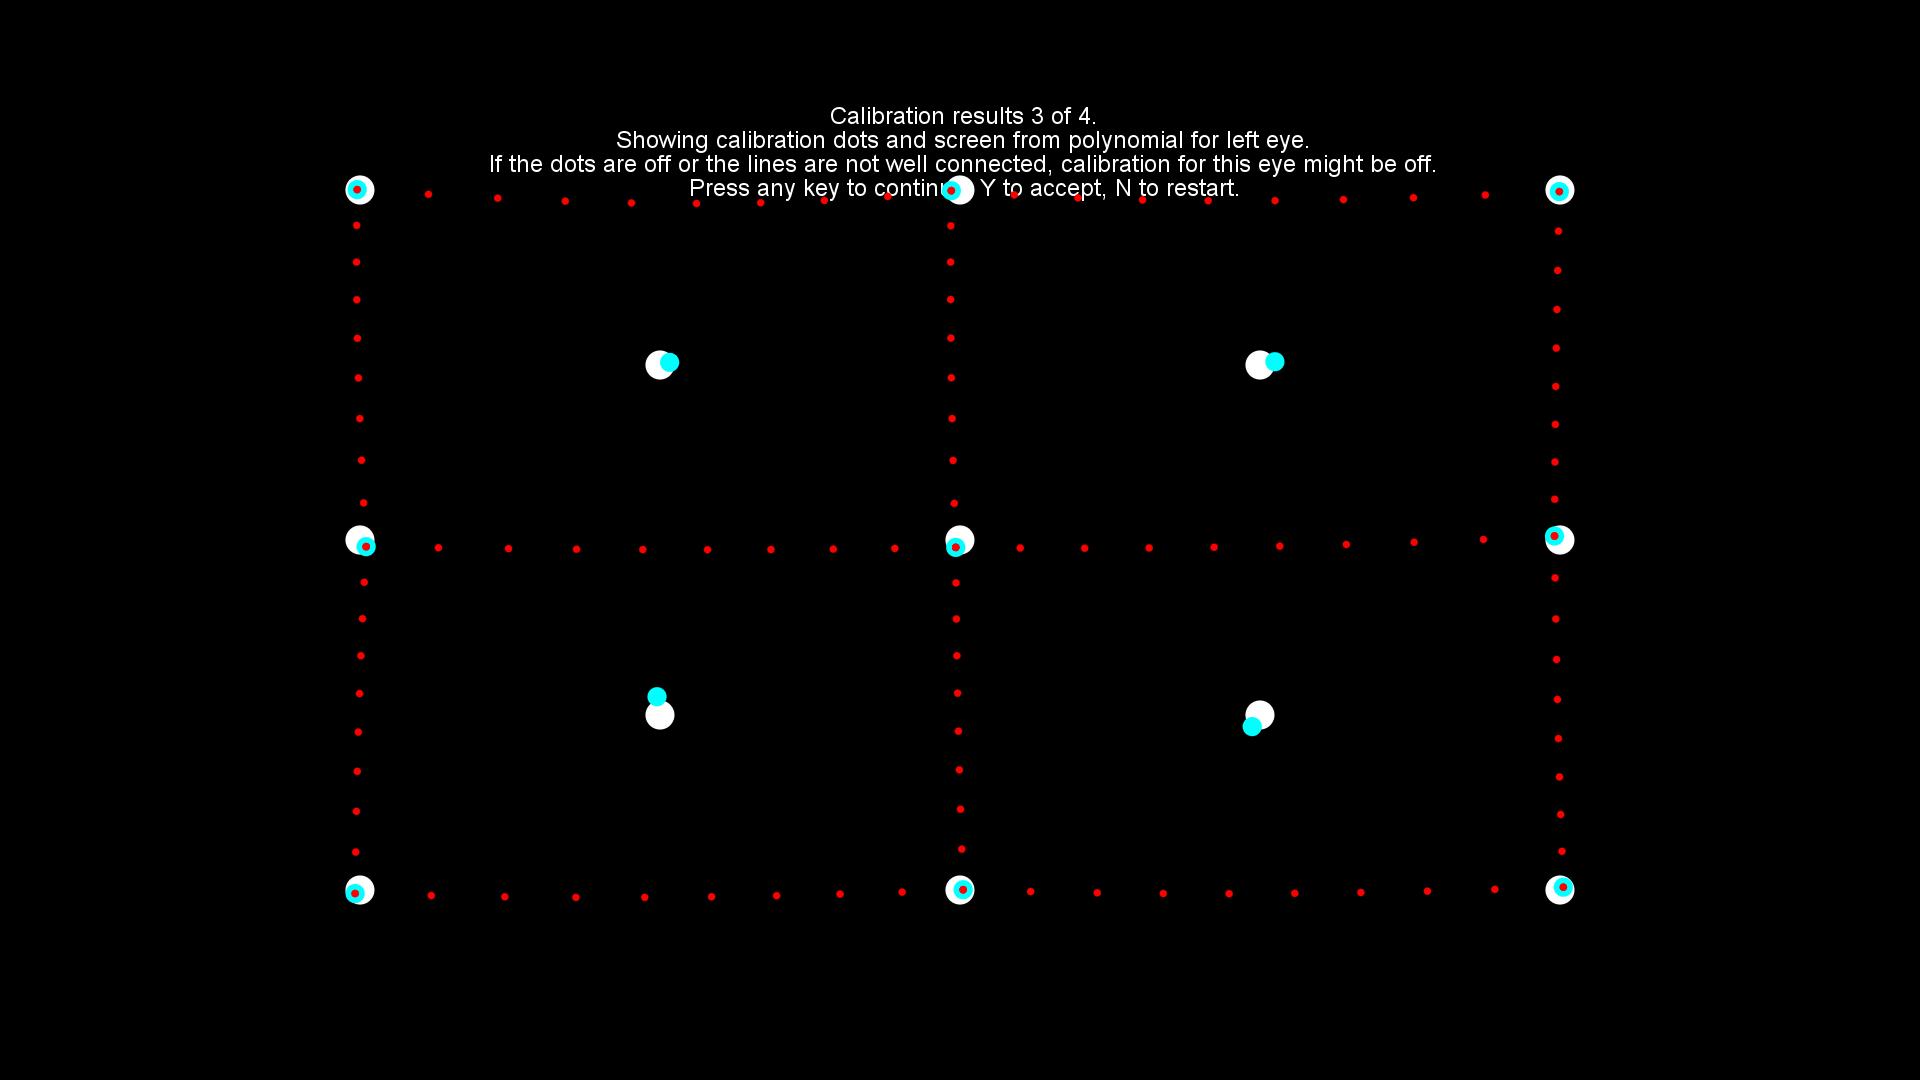 Calibration results 3 of 4.
Showing calibration dots and screen from polynomial for left eye.
If the dots are off or the lines are not well connected, calibration for this eye might be off.
Press any key to continue, Y to accept, N to restart.